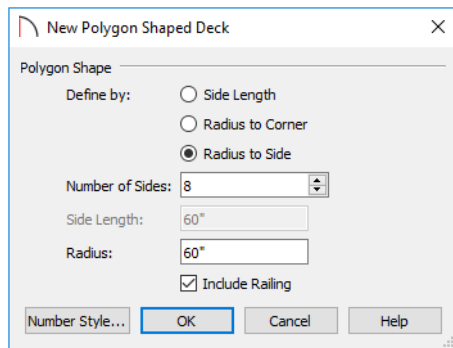 New Polygon Shaped Deck
Polygon Shape
Define by: Side Length
Radius to Corner
Radius to Side
Number of Sides: 8
Side Length: 60"
Radius: 60"
Include Railing
Number Style... OK Cancel Help